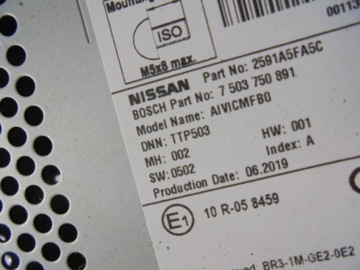 Mounting
ISO
M5x8 max.
00113
NISSAN Part No: 2591A5FA5C
BOSCH Part No: 7 503 750 891
Model Name: AIVICMFB0
DNN: TTP503
MH: 002 HW: 001
SW: 0502 Index: A
Production Date: 06.2019
E1 10 R-05 8459
BR3-1M-GE2-0E2